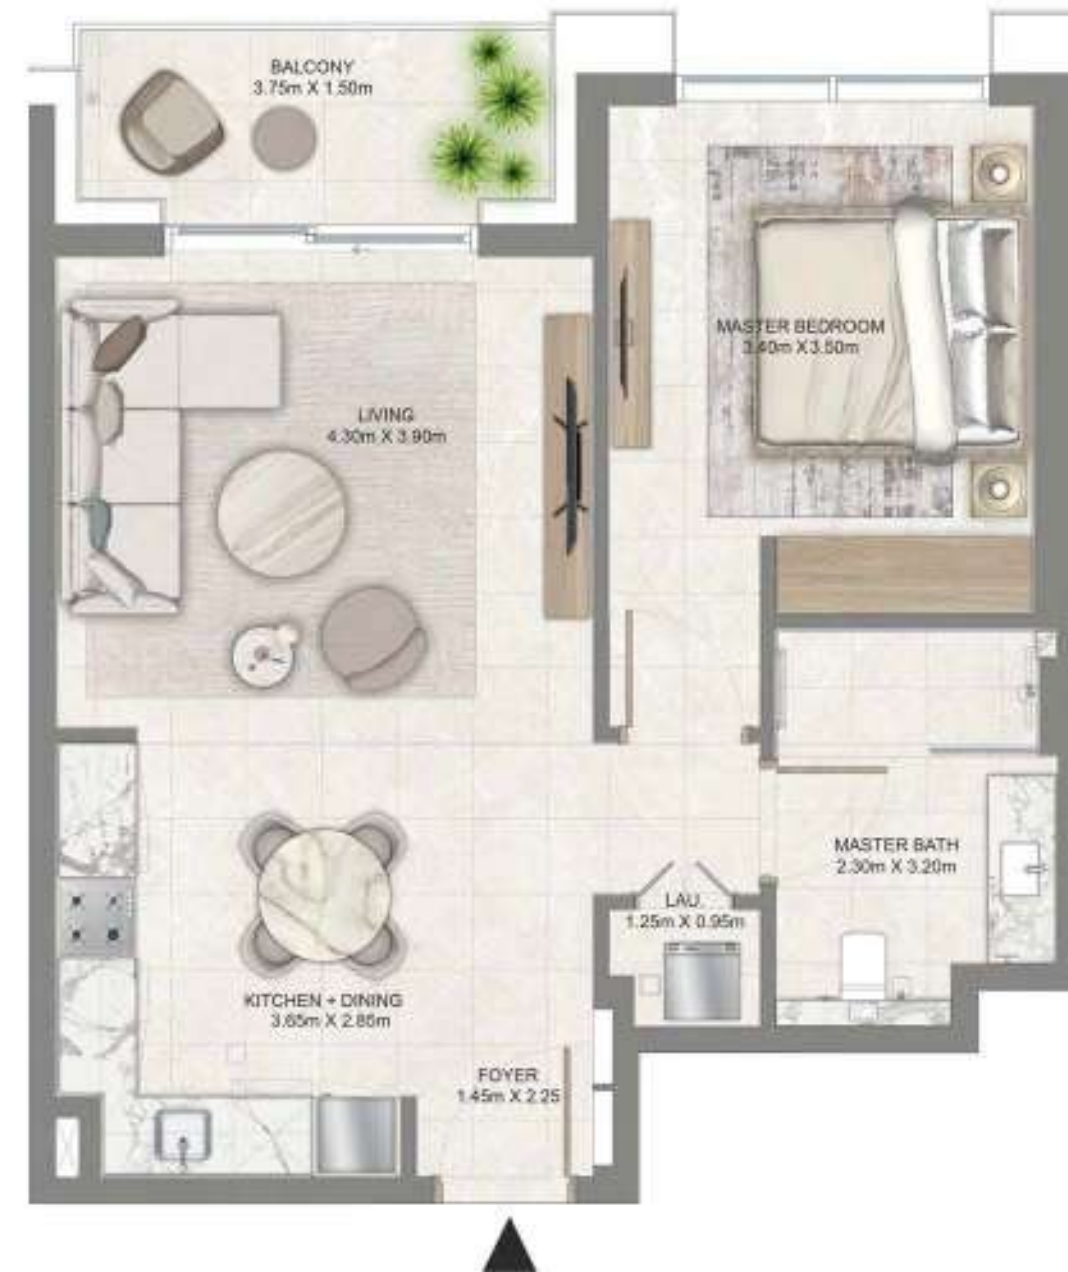 BALCONY
3.75m X 1.50m
MASTER BEDROOM
3.40m X 3.50m
LIVING
4.30m X 3.90m
MASTER BATH
2.30m X 3.20m
LAU.
1.25m X 0.95m
KITCHEN + DINING
3.65m X 2.85m
FOYER
1.45m X 2.25